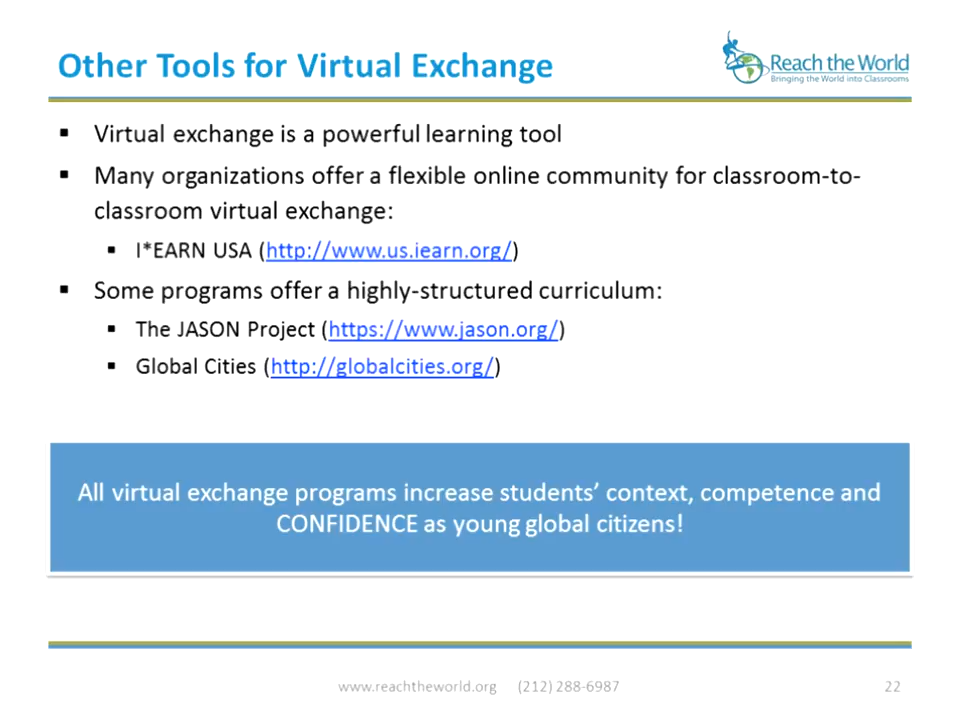 Other Tools for Virtual Exchange
Reach the World
Bringing the World into Classrooms
▪ Virtual exchange is a powerful learning tool
▪ Many organizations offer a flexible online community for classroom-to-
classroom virtual exchange:
▪ I*EARN USA (http://www.us.iearn.org/)
▪ Some programs offer a highly-structured curriculum:
▪ The JASON Project (https://www.jason.org/)
▪ Global Cities (http://globalcities.org/)
All virtual exchange programs increase students’ context, competence and
CONFIDENCE as young global citizens!
www.reachtheworld.org (212) 288-6987
22